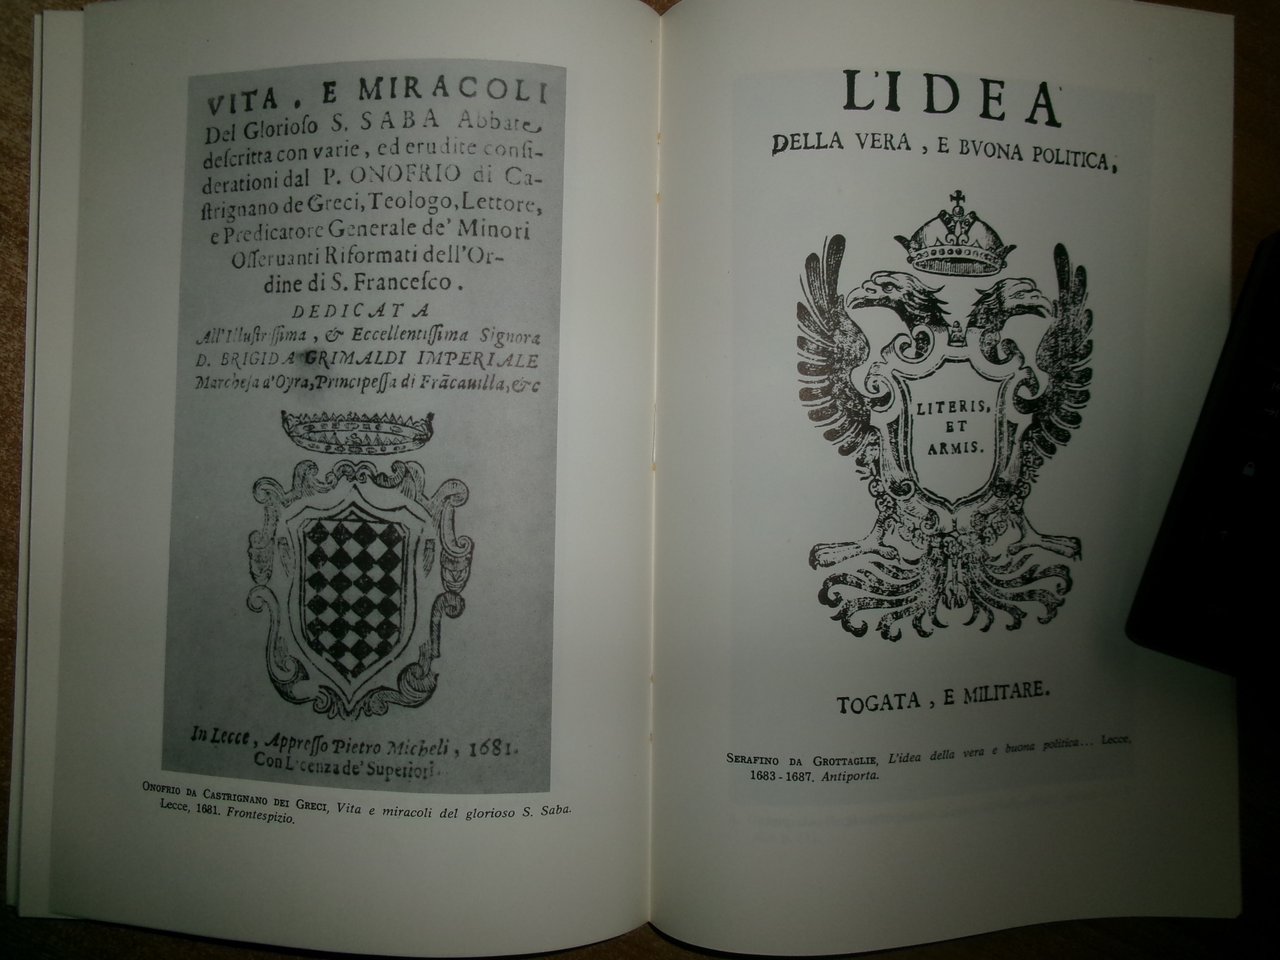 VITA, E MIRACOLI
Del Glorioſo S. SABA Abbate,
deſcritta con varie, ed erudite conſi-
derationi dal P. ONOFRIO di Ca-
ſtrignano de Greci, Teologo, Lettore,
e Predicatore Generale de' Minori
Oſſeruanti Riformati dell'Or-
dine di S. Franceſco.
DEDICATA
All'Illuſtriſſima, & Eccellentiſſima Signora
D. BRIGIDA GRIMALDI IMPERIALE
Marcheſa d'Oyra, Principeſſa di Frācauilla, &c
In Lecce, Appreſſo Pietro Micheli, 1681.
Con Licenza de' Superiori.
ONOFRIO DA CASTRIGNANO DEI GRECI, Vita e miracoli del glorioso S. Saba.
Lecce, 1681. Frontespizio.
L'IDEA
DELLA VERA, E BVONA POLITICA,
LITERIS,
ET
ARMIS.
TOGATA, E MILITARE.
SERAFINO DA GROTTAGLIE, L'idea della vera e buona politica... Lecce,
1683-1687. Antiporta.